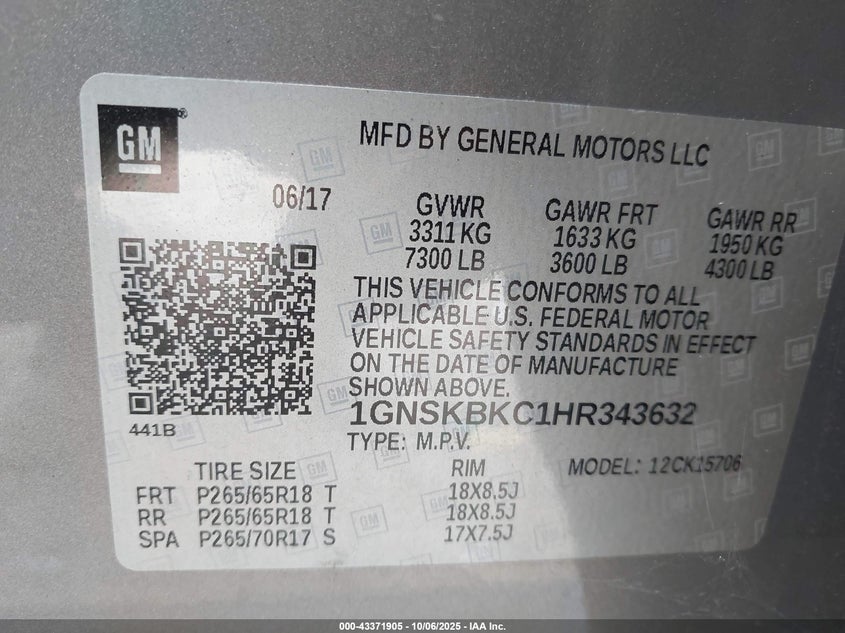 GM
MFD BY GENERAL MOTORS LLC
06/17
GVWR
3311 KG
7300 LB
GAWR FRT
1633 KG
3600 LB
GAWR RR
1950 KG
4300 LB
THIS VEHICLE CONFORMS TO ALL
APPLICABLE U.S. FEDERAL MOTOR
VEHICLE SAFETY STANDARDS IN EFFECT
ON THE DATE OF MANUFACTURE
SHOWN ABOVE.
1GNSKBKC1HR343632
441B
TYPE: M.P.V.
MODEL: 12CK15706
TIRE SIZE RIM
FRT P265/65R18 T 18X8.5J
RR P265/65R18 T 18X8.5J
SPA P265/70R17 S 17X7.5J
000-43371905 - 10/06/2025 - IAA Inc.